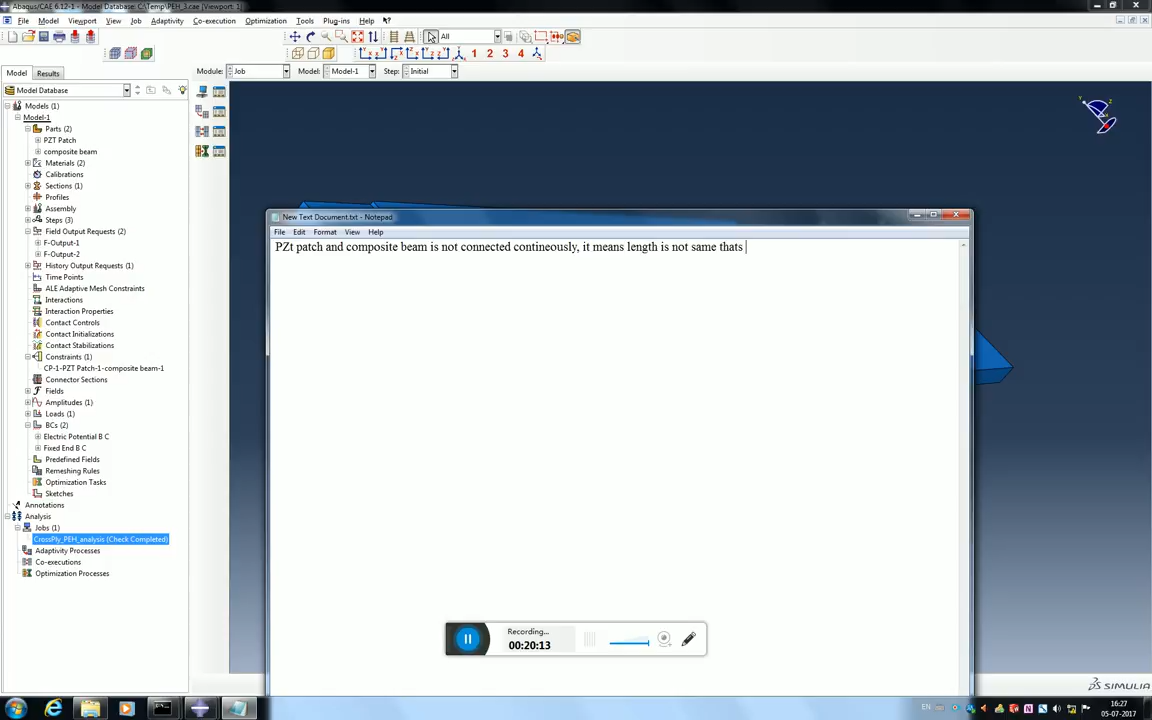 Abaqus/CAE 6.12-1 - Model Database: C:\Temp\PEH_3.cae [Viewport: 1]
File Model Viewport View Job Adaptivity Co-execution Optimization Tools Plug-ins Help
All
1 2 3 4
Model Results
Module: Job Model: Model-1 Step: Initial
Model Database
Models (1)
Model-1
Parts (2)
PZT Patch
composite beam
Materials (2)
Calibrations
Sections (1)
Profiles
Assembly
Steps (3)
Field Output Requests (2)
F-Output-1
F-Output-2
History Output Requests (1)
Time Points
ALE Adaptive Mesh Constraints
Interactions
Interaction Properties
Contact Controls
Contact Initializations
Contact Stabilizations
Constraints (1)
CP-1-PZT Patch-1-composite beam-1
Connector Sections
Fields
Amplitudes (1)
Loads (1)
BCs (2)
Electric Potential B C
Fixed End B C
Predefined Fields
Remeshing Rules
Optimization Tasks
Sketches
Annotations
Analysis
Jobs (1)
CrossPly_PEH_analysis (Check Completed)
Adaptivity Processes
Co-executions
Optimization Processes
New Text Document.txt - Notepad
File Edit Format View Help
PZt patch and composite beam is not connected contineously, it means length is not same thats
Recording...
00:20:13
SIMULIA
EN
16:27
05-07-2017